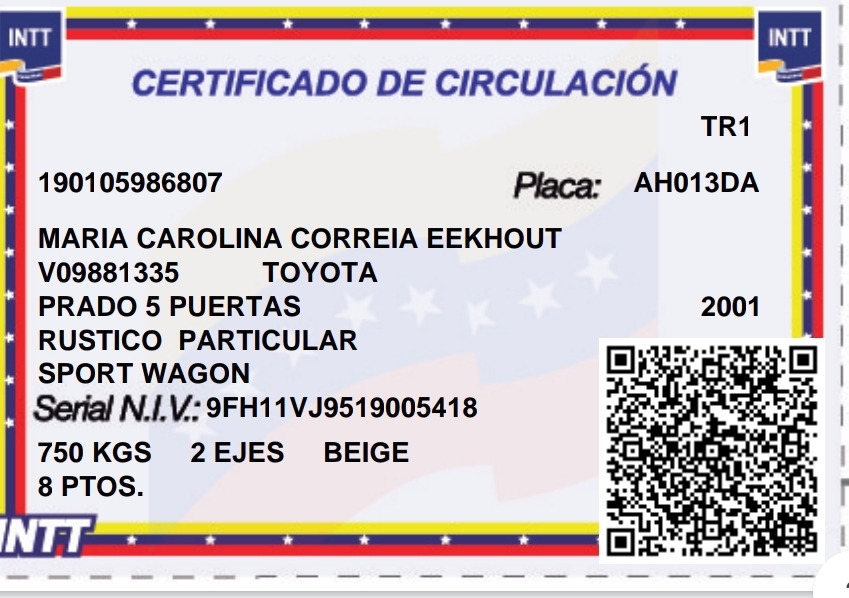 INTT INTT
CERTIFICADO DE CIRCULACIÓN
TR1
190105986807 Placa: AH013DA
MARIA CAROLINA CORREIA EEKHOUT
V09881335 TOYOTA
PRADO 5 PUERTAS 2001
RUSTICO PARTICULAR
SPORT WAGON
Serial N.I.V.: 9FH11VJ9519005418
750 KGS 2 EJES BEIGE
8 PTOS.
INTT